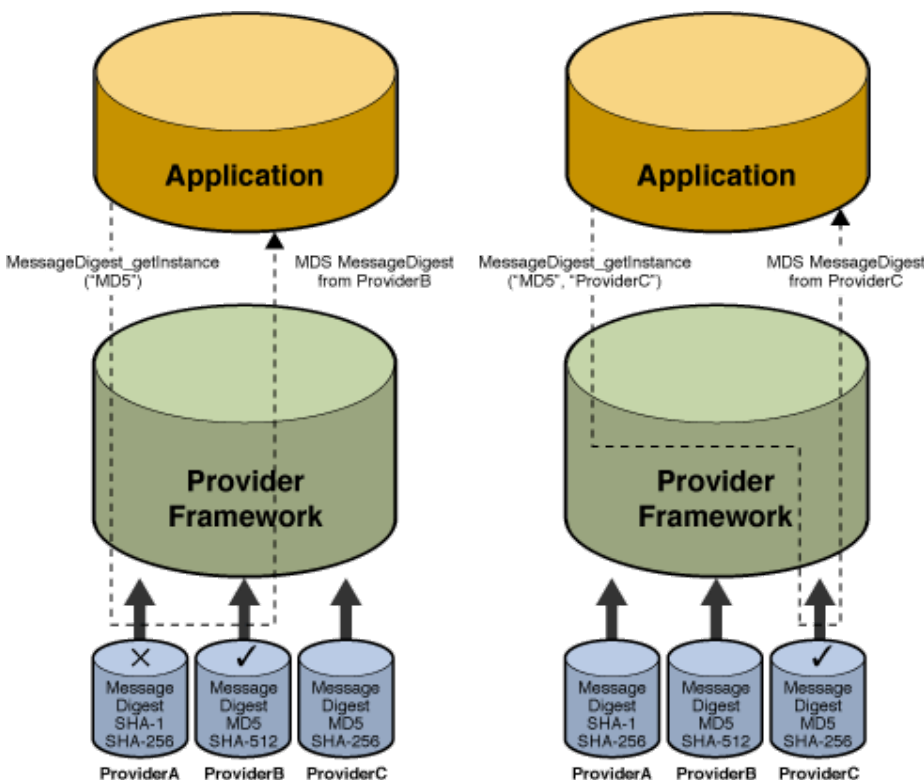 Application
MessageDigest_getInstance
(“MD5”)
MDS MessageDigest
from ProviderB
Provider
Framework
Message
Digest
SHA-1
SHA-256
ProviderA
Message
Digest
MD5
SHA-512
ProviderB
Message
Digest
MD5
SHA-256
ProviderC
Application
MessageDigest_getInstance
(“MD5”, “ProviderC”)
MDS MessageDigest
from ProviderC
Provider
Framework
Message
Digest
SHA-1
SHA-256
ProviderA
Message
Digest
MD5
SHA-512
ProviderB
Message
Digest
MD5
SHA-256
ProviderC